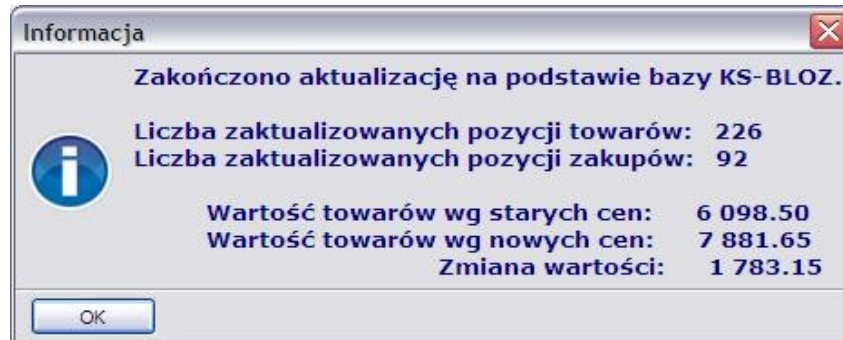 Informacja
Zakończono aktualizację na podstawie bazy KS-BLOZ.
Liczba zaktualizowanych pozycji towarów: 226
Liczba zaktualizowanych pozycji zakupów: 92
Wartość towarów wg starych cen: 6 098.50
Wartość towarów wg nowych cen: 7 881.65
Zmiana wartości: 1 783.15
OK